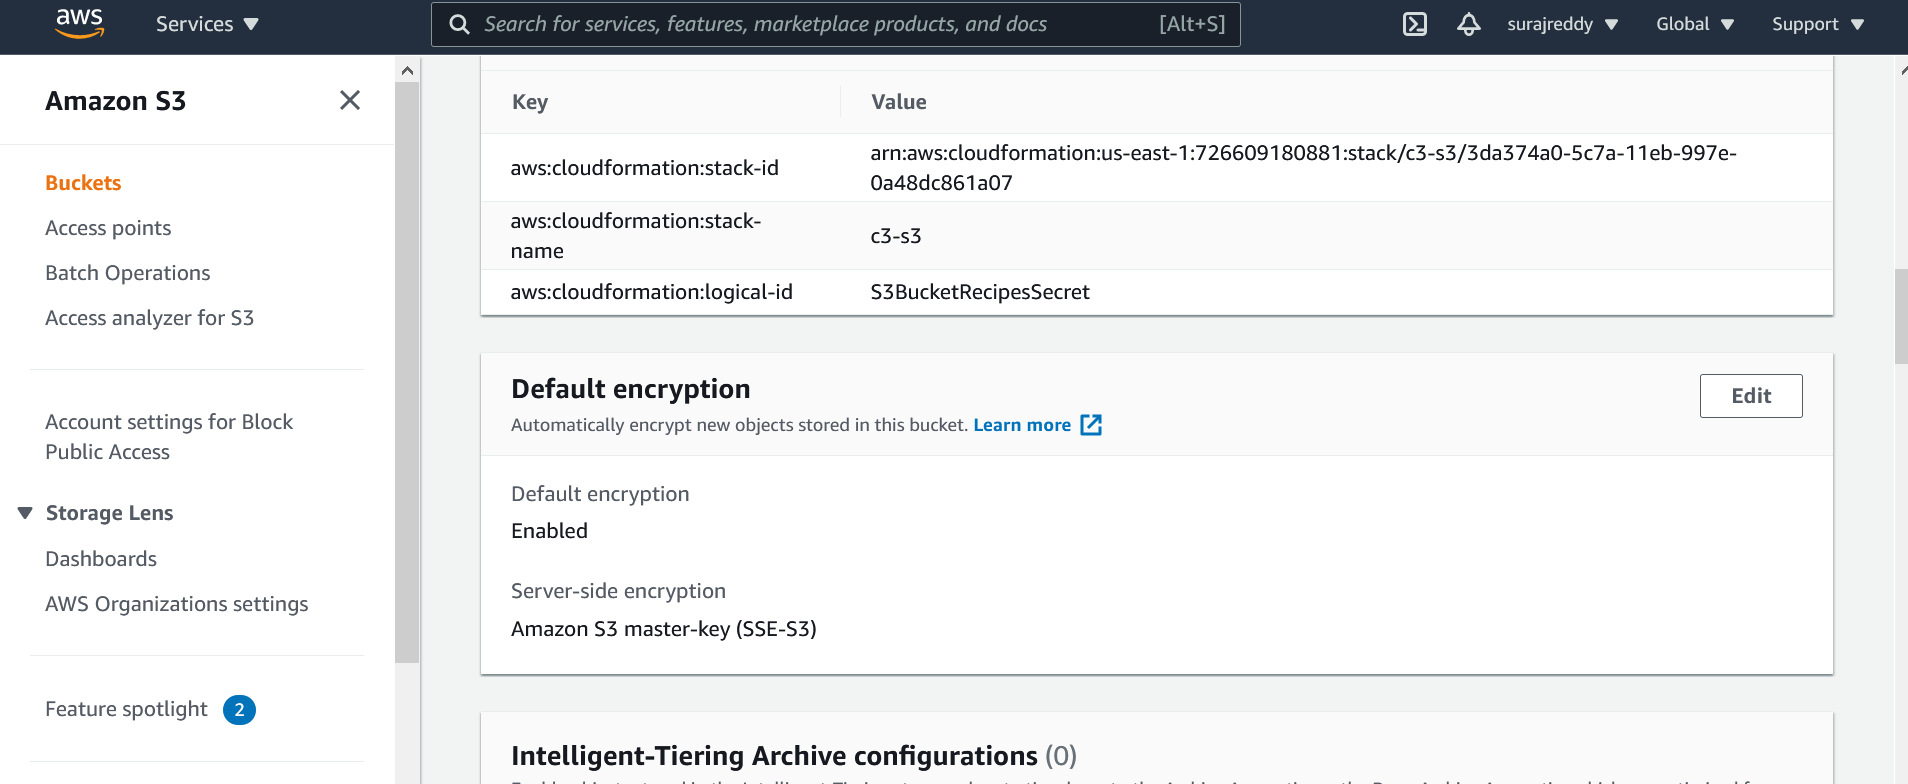 aws
Services
Search for services, features, marketplace products, and docs
[Alt+S]
surajreddy
Global
Support
Amazon S3
Buckets
Access points
Batch Operations
Access analyzer for S3
Account settings for Block
Public Access
Storage Lens
Dashboards
AWS Organizations settings
Feature spotlight 2
Key Value
aws:cloudformation:stack-id
arn:aws:cloudformation:us-east-1:726609180881:stack/c3-s3/3da374a0-5c7a-11eb-997e-
0a48dc861a07
aws:cloudformation:stack-
name
c3-s3
aws:cloudformation:logical-id
S3BucketRecipesSecret
Default encryption
Edit
Automatically encrypt new objects stored in this bucket. Learn more
Default encryption
Enabled
Server-side encryption
Amazon S3 master-key (SSE-S3)
Intelligent-Tiering Archive configurations (0)